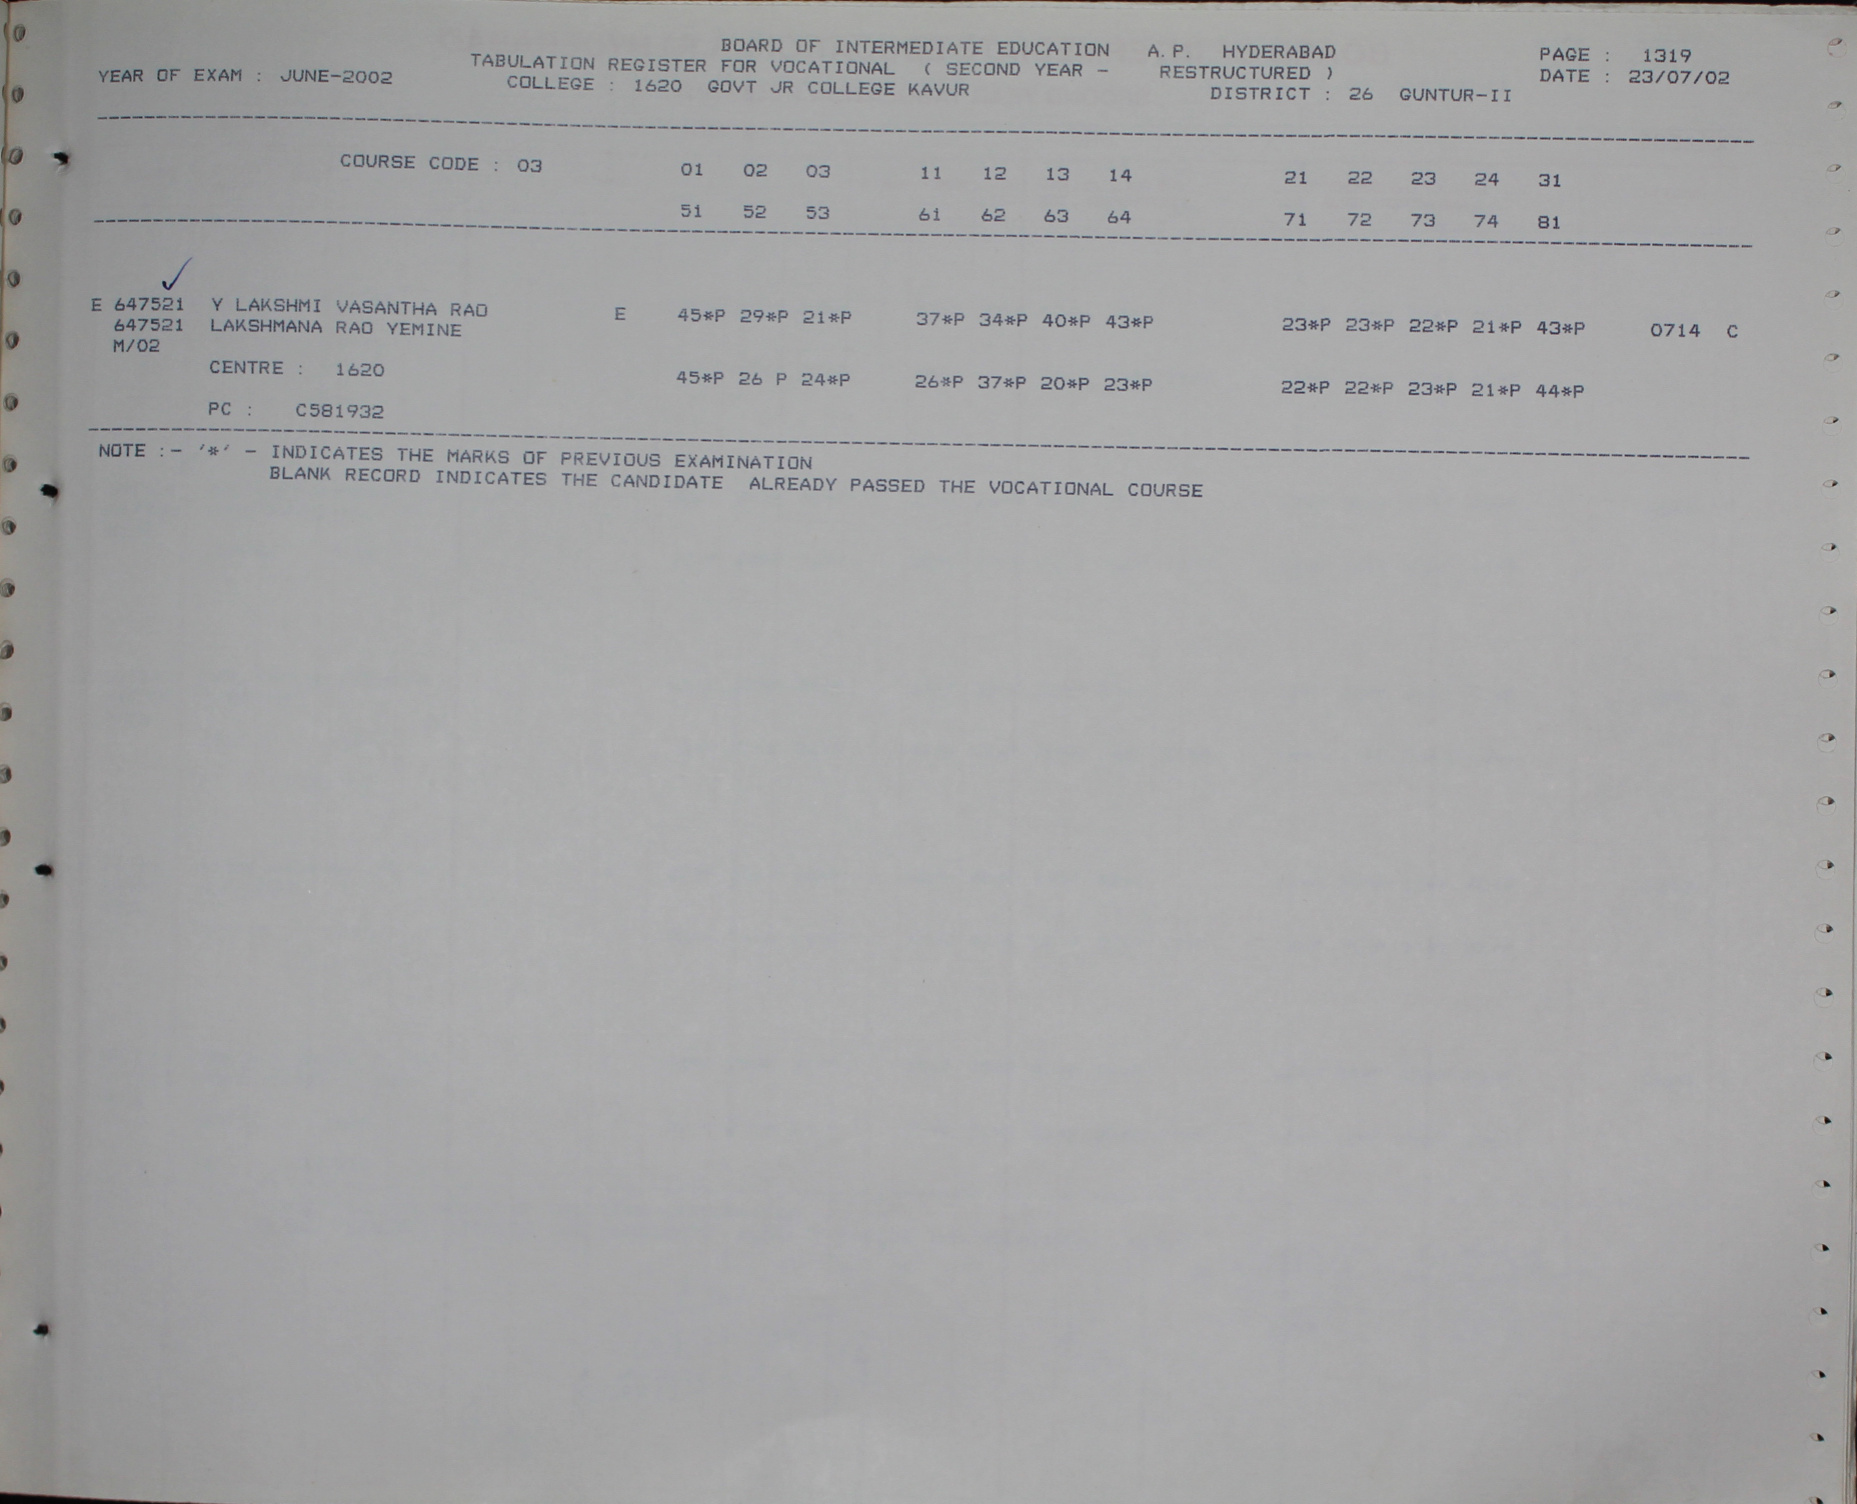 BOARD OF INTERMEDIATE EDUCATION A.P. HYDERABAD PAGE : 1319
YEAR OF EXAM : JUNE-2002 TABULATION REGISTER FOR VOCATIONAL ( SECOND YEAR - RESTRUCTURED ) DATE : 23/07/02
COLLEGE : 1620 GOVT JR COLLEGE KAVUR DISTRICT : 26 GUNTUR-II
COURSE CODE : 03 01 02 03 11 12 13 14 21 22 23 24 31
51 52 53 61 62 63 64 71 72 73 74 81
E 647521 Y LAKSHMI VASANTHA RAO E 45*P 29*P 21*P 37*P 34*P 40*P 43*P 23*P 23*P 22*P 21*P 43*P 0714 C
647521 LAKSHMANA RAO YEMINE
M/02
CENTRE : 1620 45*P 26 P 24*P 26*P 37*P 20*P 23*P 22*P 22*P 23*P 21*P 44*P
PC : C581932
NOTE :- '*' - INDICATES THE MARKS OF PREVIOUS EXAMINATION
BLANK RECORD INDICATES THE CANDIDATE ALREADY PASSED THE VOCATIONAL COURSE